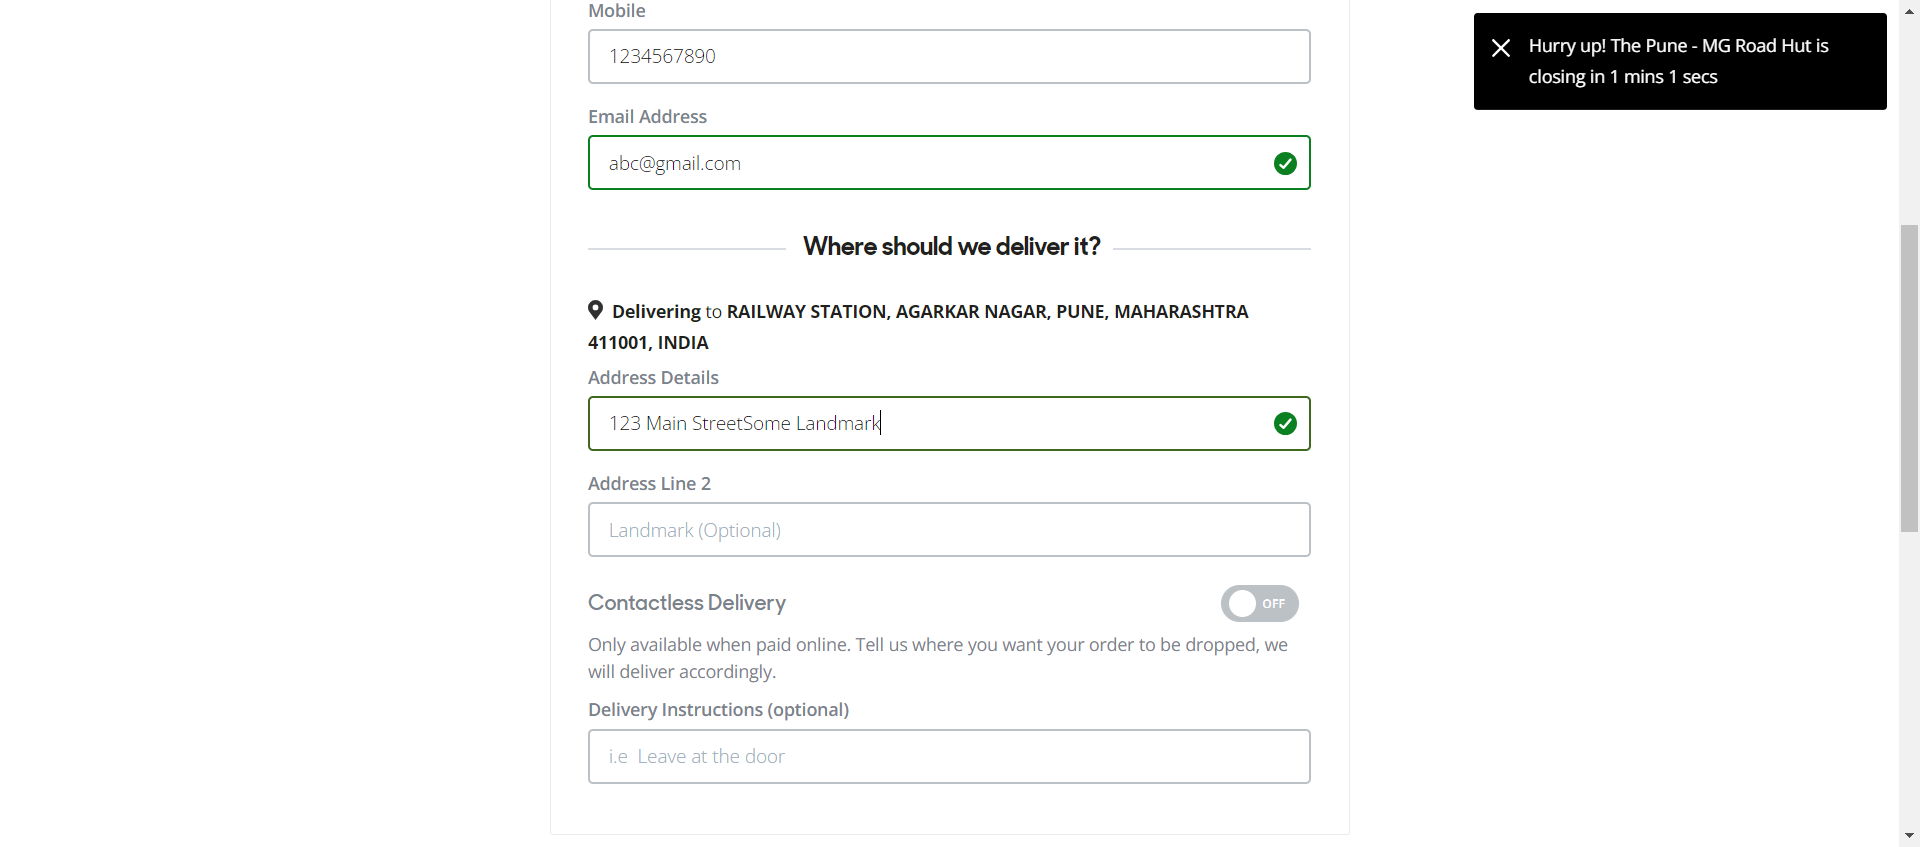 Mobile
1234567890
Email Address
abc@gmail.com
Where should we deliver it?
Delivering to RAILWAY STATION, AGARKAR NAGAR, PUNE, MAHARASHTRA
411001, INDIA
Address Details
123 Main StreetSome Landmark
Address Line 2
Landmark (Optional)
Contactless Delivery
OFF
Only available when paid online. Tell us where you want your order to be dropped, we
will deliver accordingly.
Delivery Instructions (optional)
i.e  Leave at the door
Hurry up! The Pune - MG Road Hut is
closing in 1 mins 1 secs